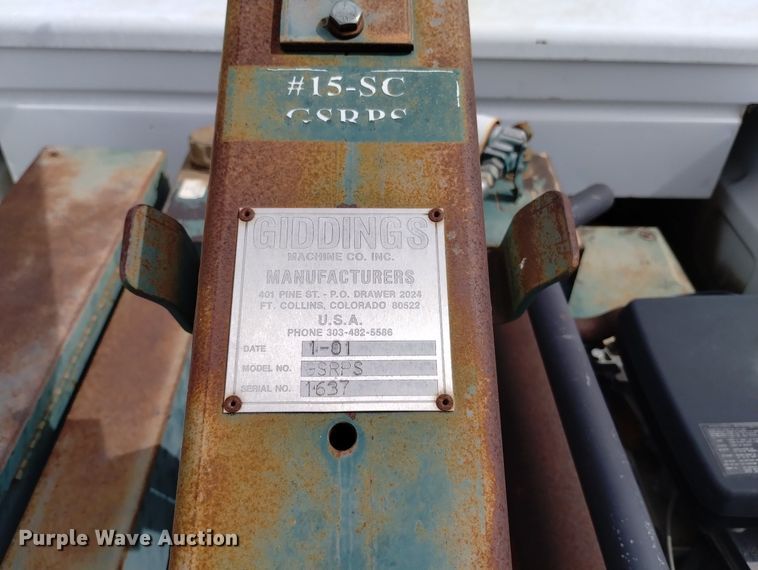 #15-SC
GSRPS
GIDDINGS
MACHINE CO. INC.
MANUFACTURERS
401 PINE ST. - P.O. DRAWER 2024
FT. COLLINS, COLORADO 80522
U.S.A.
PHONE 303-482-5586
DATE 1-01
MODEL NO. GSRPS
SERIAL NO. 1637
Purple Wave Auction